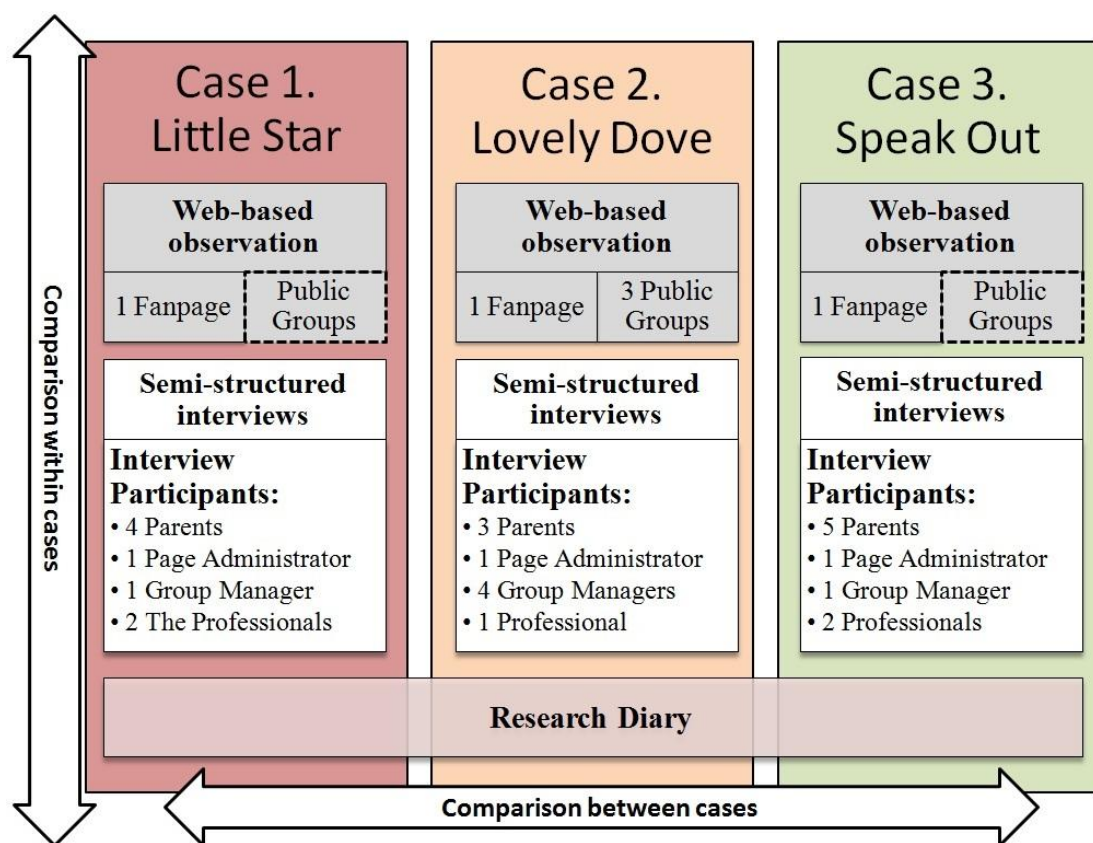 Case 1.
Little Star
Web-based
observation
1 Fanpage
Public
Groups
Semi-structured
interviews
Interview
Participants:
• 4 Parents
• 1 Page Administrator
• 1 Group Manager
• 2 The Professionals
Case 2.
Lovely Dove
Web-based
observation
1 Fanpage
3 Public
Groups
Semi-structured
interviews
Interview
Participants:
• 3 Parents
• 1 Page Administrator
• 4 Group Managers
• 1 Professional
Case 3.
Speak Out
Web-based
observation
1 Fanpage
Public
Groups
Semi-structured
interviews
Interview
Participants:
• 5 Parents
• 1 Page Administrator
• 1 Group Manager
• 2 Professionals
Research Diary
Comparison within cases
Comparison between cases